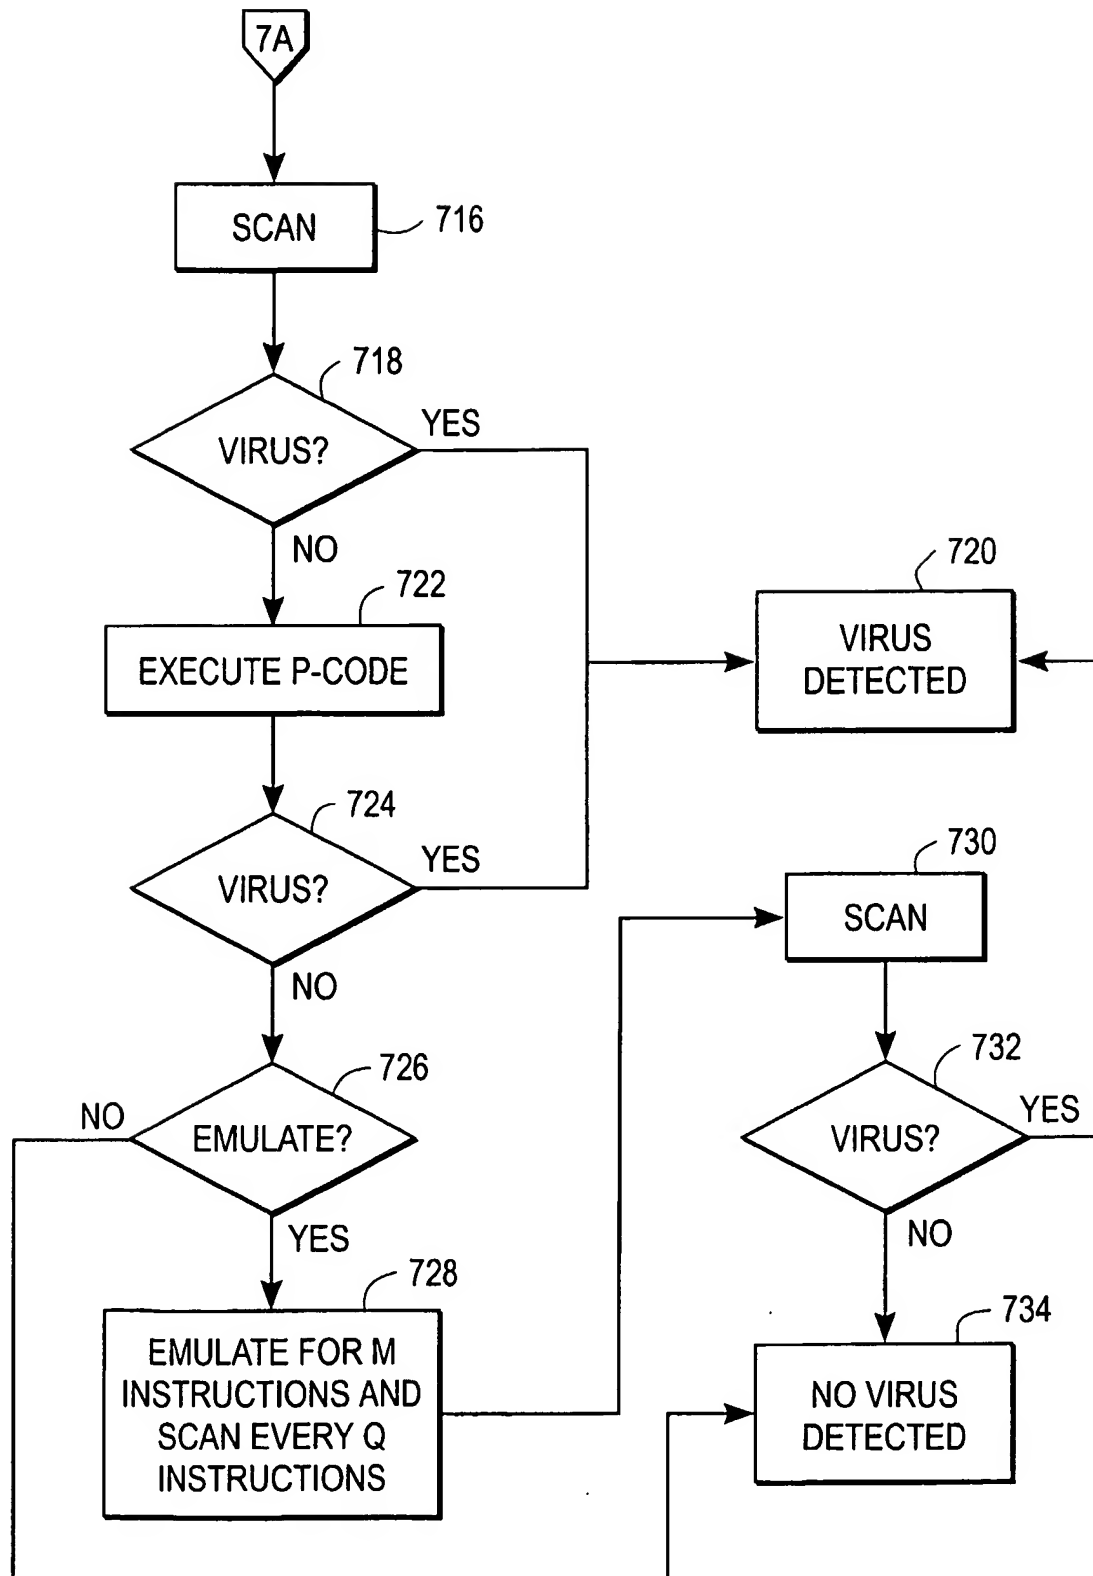 7A
SCAN
716
718
VIRUS?
YES
NO
722
EXECUTE P-CODE
720
VIRUS
DETECTED
724
VIRUS?
YES
NO
730
SCAN
726
EMULATE?
NO
YES
732
VIRUS?
YES
NO
728
EMULATE FOR M
INSTRUCTIONS AND
SCAN EVERY Q
INSTRUCTIONS
734
NO VIRUS
DETECTED